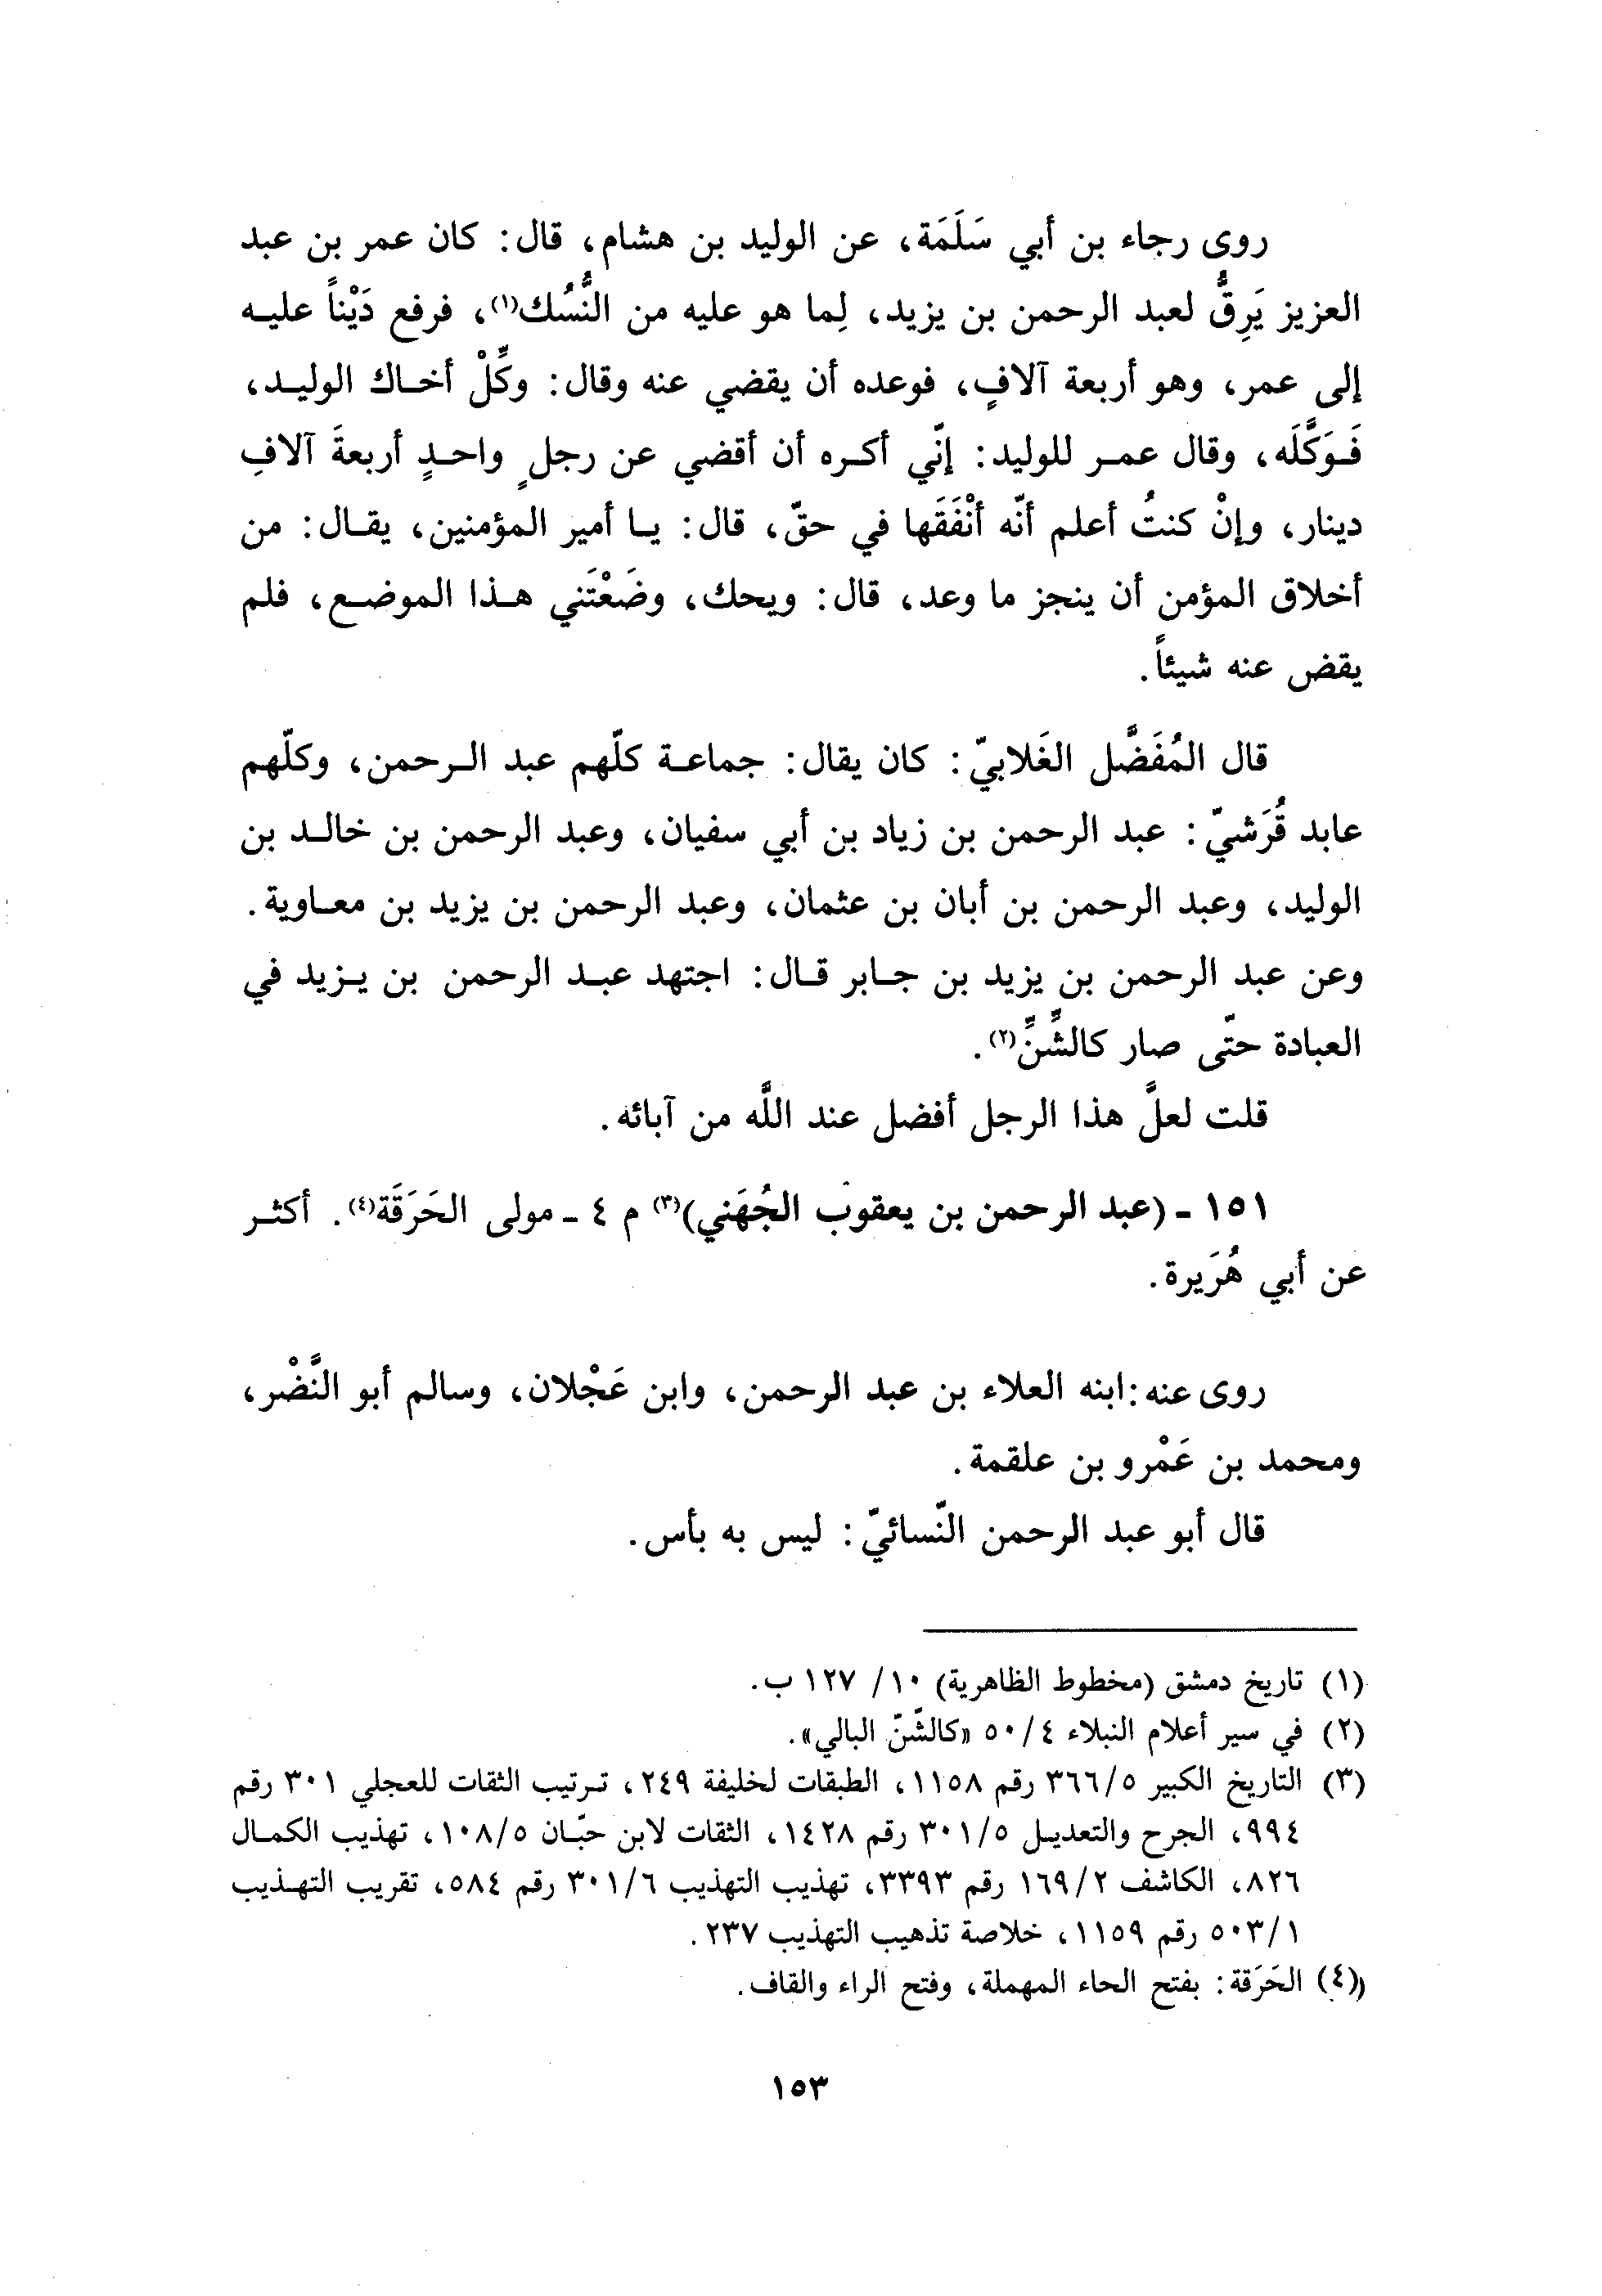 روى رجاء بن أبي سَلَمَة، عن الوليد بن هشام، قال: كان عمر بن عبد
العزيز يَرِقُّ لعبد الرحمن بن يزيد، لِما هو عليه من النُّسُك(١)، فرفع دَيْناً عليه
إلى عمر، وهو أربعة آلافٍ، فوعده أن يقضي عنه وقال: وكِّلْ أخاك الوليد،
فَوَكَّلَه، وقال عمر للوليد: إنّي أكره أن أقضي عن رجلٍ واحدٍ أربعةَ آلافِ
دينار، وإنْ كنتُ أعلم أنّه أنْفَقَها في حقّ، قال: يا أمير المؤمنين، يقال: من
أخلاق المؤمن أن ينجز ما وعد، قال: ويحك، وضَعْتَني هذا الموضع، فلم
يقض عنه شيئاً.
قال المُفَضَّل الغَلابيّ: كان يقال: جماعة كلّهم عبد الرحمن، وكلّهم
عابد قُرَشيّ: عبد الرحمن بن زياد بن أبي سفيان، وعبد الرحمن بن خالد بن
الوليد، وعبد الرحمن بن أبان بن عثمان، وعبد الرحمن بن يزيد بن معاوية.
وعن عبد الرحمن بن يزيد بن جابر قال: اجتهد عبد الرحمن بن يزيد في
العبادة حتّى صار كالشِّنِّ(٢).
قلت لعلَّ هذا الرجل أفضل عند اللَّه من آبائه.
١٥١ - (عبد الرحمن بن يعقوب الجُهَني)(٣) م ٤ - مولى الحَرَقَة(٤). أكثر
عن أبي هُرَيرة.
روى عنه: ابنه العلاء بن عبد الرحمن، وابن عَجْلان، وسالم أبو النَّضْر،
ومحمد بن عَمْرو بن علقمة.
قال أبو عبد الرحمن النّسائيّ: ليس به بأس.
(١) تاريخ دمشق (مخطوط الظاهرية) ١٠/ ١٢٧ ب.
(٢) في سير أعلام النبلاء ٤/ ٥٠ «كالشّنّ البالي».
(٣) التاريخ الكبير ٥/ ٣٦٦ رقم ١١٥٨، الطبقات لخليفة ٢٤٩، ترتيب الثقات للعجلي ٣٠١ رقم
٩٩٤، الجرح والتعديل ٥/ ٣٠١ رقم ١٤٢٨، الثقات لابن حبّان ٥/ ١٠٨، تهذيب الكمال
٨٢٦، الكاشف ٢/ ١٦٩ رقم ٣٣٩٣، تهذيب التهذيب ٦/ ٣٠١ رقم ٥٨٤، تقريب التهذيب
١/ ٥٠٣ رقم ١١٥٩، خلاصة تذهيب التهذيب ٢٣٧.
(٤) الحَرَقة: بفتح الحاء المهملة، وفتح الراء والقاف.
١٥٣